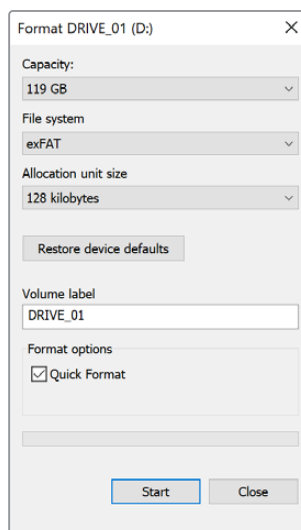 Format DRIVE_01 (D:)
Capacity:
119 GB
File system
exFAT
Allocation unit size
128 kilobytes
Restore device defaults
Volume label
DRIVE_01
Format options
Quick Format
Start Close